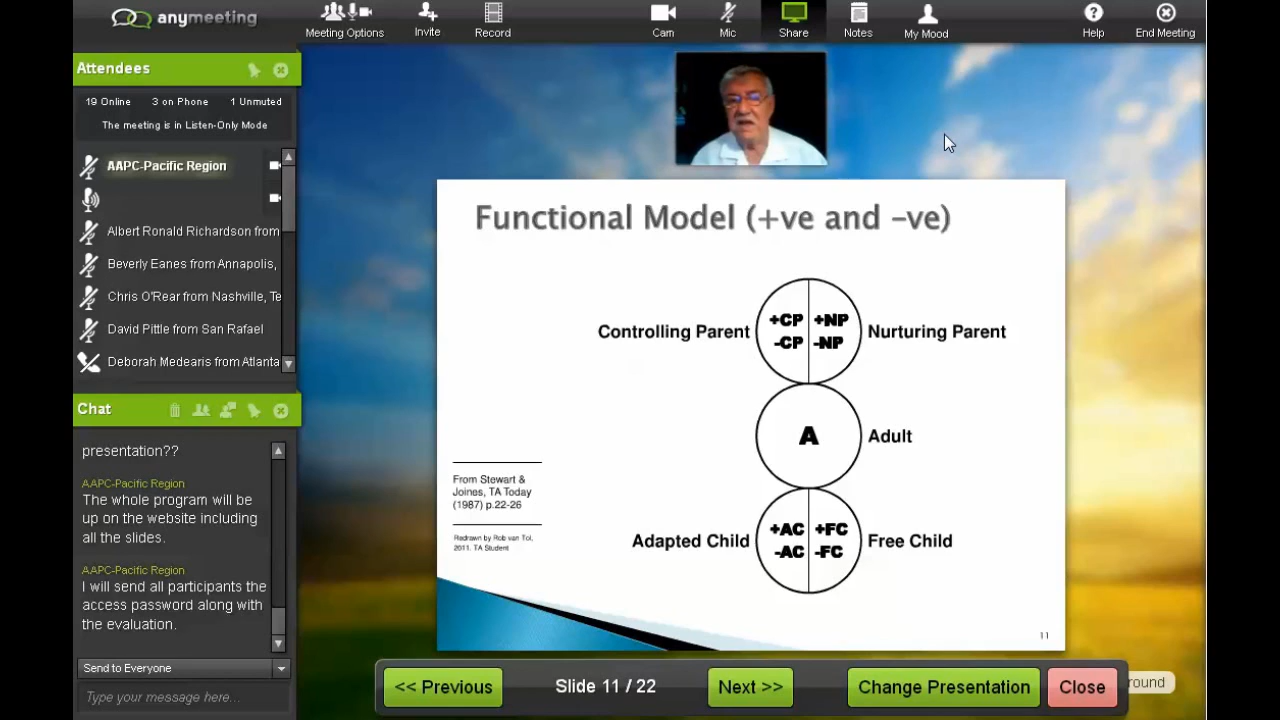 anymeeting
Meeting Options
Invite
Record
Cam
Mic
Share
Notes
My Mood
Help
End Meeting
Attendees
19 Online
3 on Phone
1 Unmuted
The meeting is in Listen-Only Mode
AAPC-Pacific Region
Albert Ronald Richardson from
Beverly Eanes from Annapolis,
Chris O'Rear from Nashville, Te
David Pittle from San Rafael
Deborah Medearis from Atlanta
Chat
presentation??
AAPC-Pacific Region
The whole program will be
up on the website including
all the slides.
AAPC-Pacific Region
I will send all participants the
access password along with
the evaluation.
Send to Everyone
Type your message here...
Functional Model (+ve and –ve)
Controlling Parent
+CP +NP
-CP -NP
Nurturing Parent
A
Adult
From Stewart &
Joines, TA Today
(1987) p.22-26
Redrawn by Rob van Tol,
2011. TA Student
Adapted Child
+AC +FC
-AC -FC
Free Child
11
<< Previous
Slide 11 / 22
Next >>
Change Presentation
Close
round